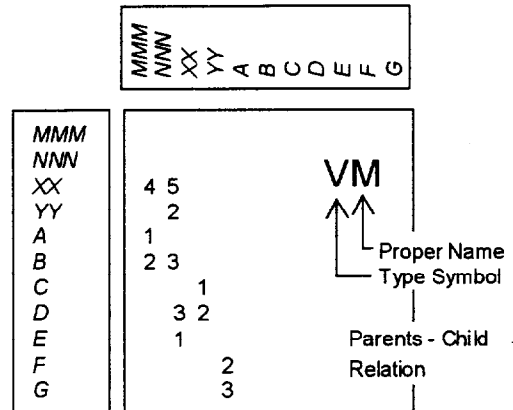 MMM NNN XX YY A B C D E F G
MMM
NNN
XX 4 5
YY 2
A 1
B 2 3
C 1
D 3 2
E 1
F 2
G 3
VM
Proper Name
Type Symbol
Parents - Child
Relation